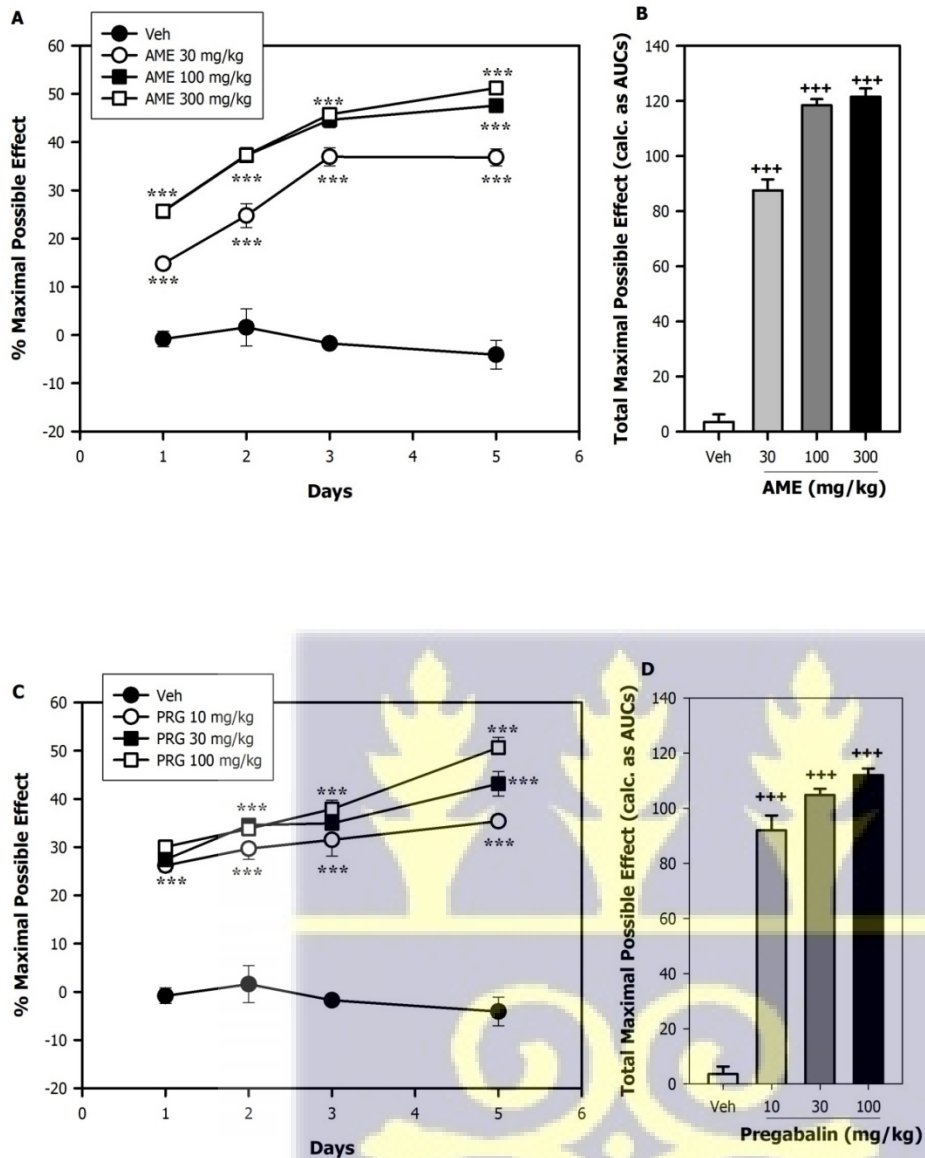 A
Veh
AME 30 mg/kg
AME 100 mg/kg
AME 300 mg/kg
% Maximal Possible Effect
60
50
40
30
20
10
0
-10
-20
***
***
***
***
***
***
***
***
0 1 2 3 4 5 6
Days
B
Total Maximal Possible Effect (calc. as AUCs)
140
120
100
80
60
40
20
0
+++
+++
+++
Veh 30 100 300
AME (mg/kg)
C
Veh
PRG 10 mg/kg
PRG 30 mg/kg
PRG 100 mg/kg
% Maximal Possible Effect
60
50
40
30
20
10
0
-10
-20
***
***
***
***
***
***
***
***
0 1 2 3 4 5 6
Days
D
Total Maximal Possible Effect (calc. as AUCs)
140
120
100
80
60
40
20
0
+++
+++
+++
Veh 10 30 100
Pregabalin (mg/kg)